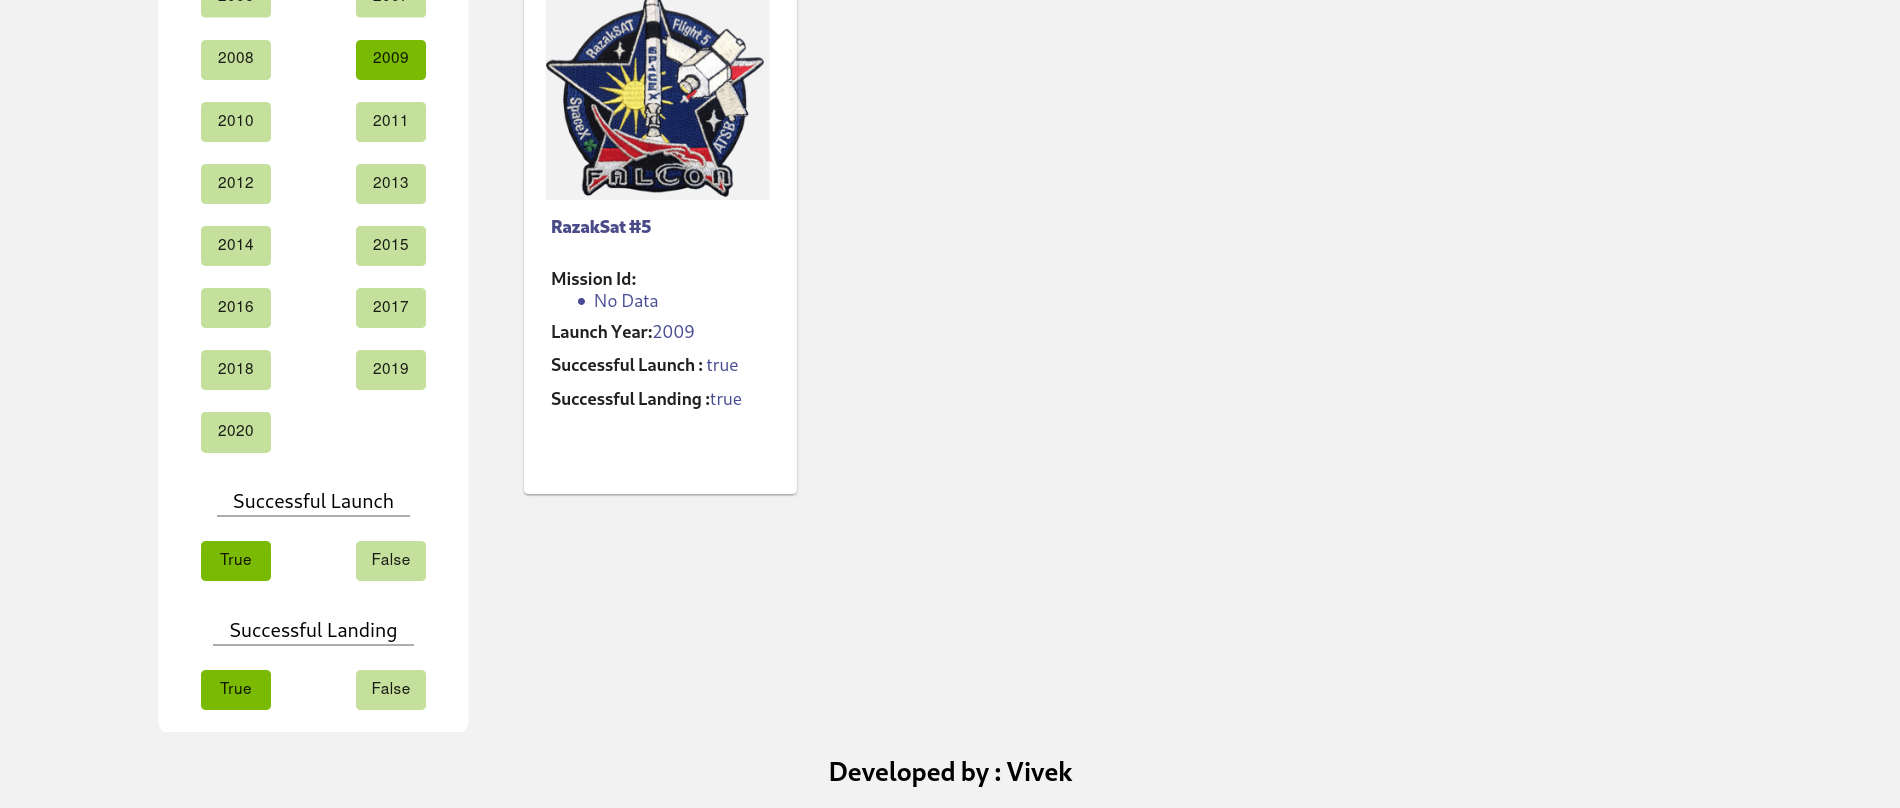 2008 2009
2010 2011
2012 2013
2014 2015
2016 2017
2018 2019
2020
Successful Launch
True False
Successful Landing
True False
RazakSAT Flight 5
SPACEX
SpaceX
ATSB
FALCON
RazakSat #5
Mission Id:
No Data
Launch Year:2009
Successful Launch : true
Successful Landing :true
Developed by : Vivek